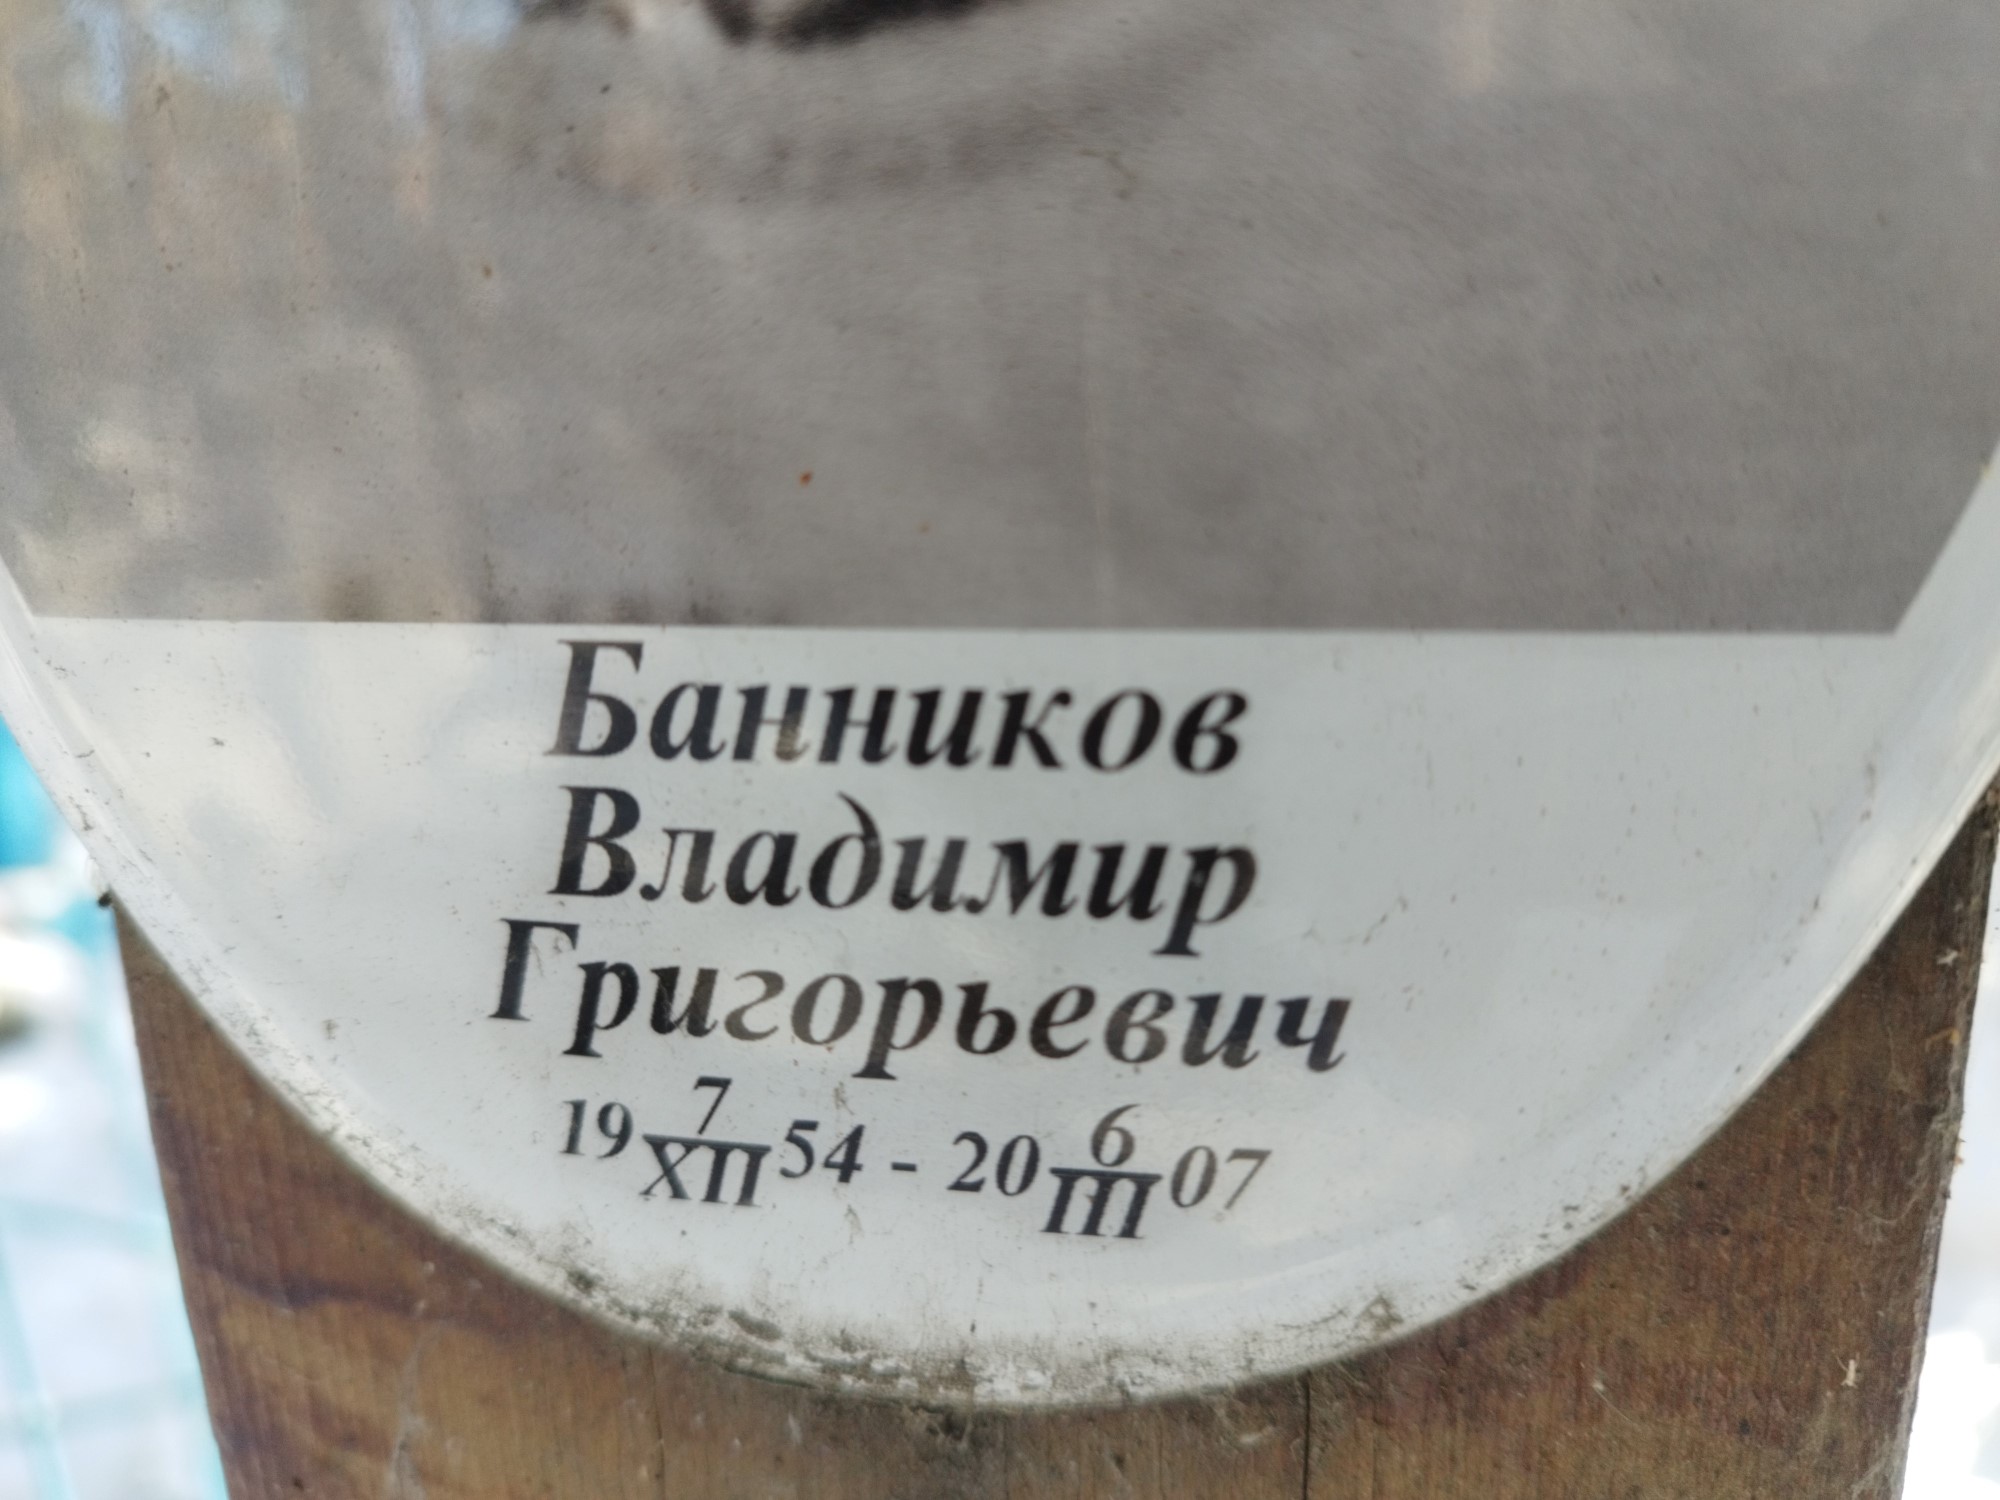 Банников
Владимир
Григорьевич
19 7/XII 54 - 20 6/III 07